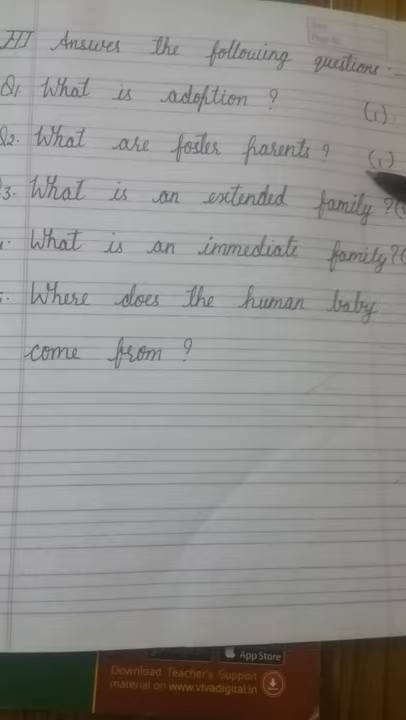 III Answer the following questions :-
Q1. What is adoption ? (1)
Q2. What are foster parents ? (1)
3. What is an extended family ? (
. What is an immediate family? (
. Where does the human baby
come from ?
App Store
Download Teacher's Support
material on www.vivadigital.in